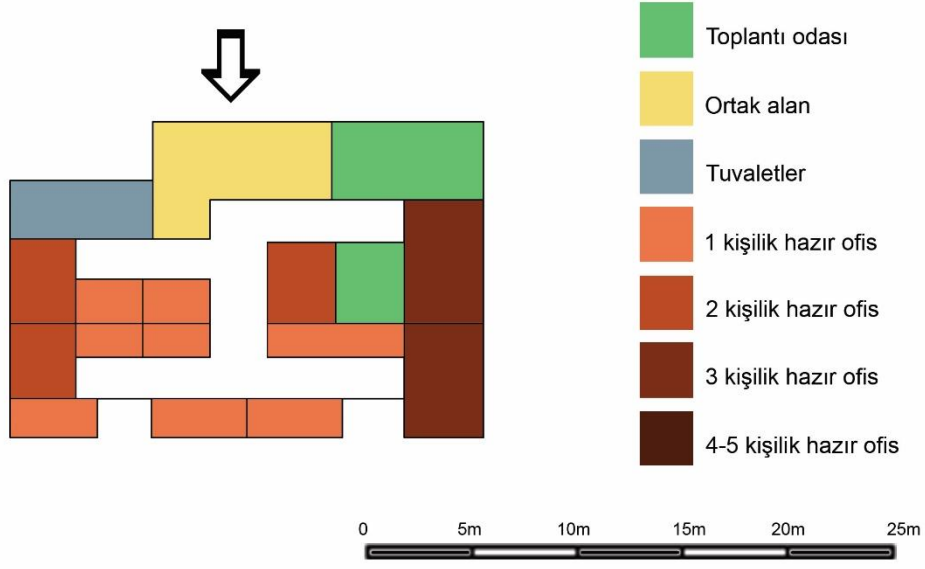 Toplantı odası
Ortak alan
Tuvaletler
1 kişilik hazır ofis
2 kişilik hazır ofis
3 kişilik hazır ofis
4-5 kişilik hazır ofis
0 5m 10m 15m 20m 25m